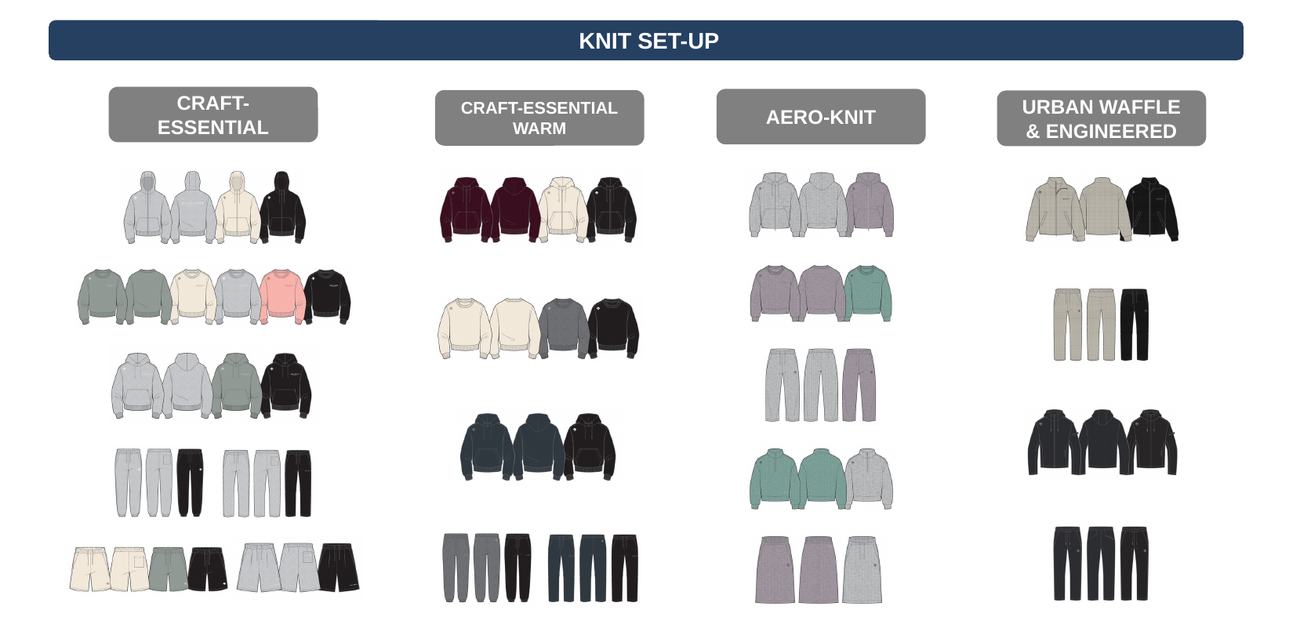 KNIT SET-UP
CRAFT-
ESSENTIAL
CRAFT-ESSENTIAL
WARM
AERO-KNIT
URBAN WAFFLE
& ENGINEERED